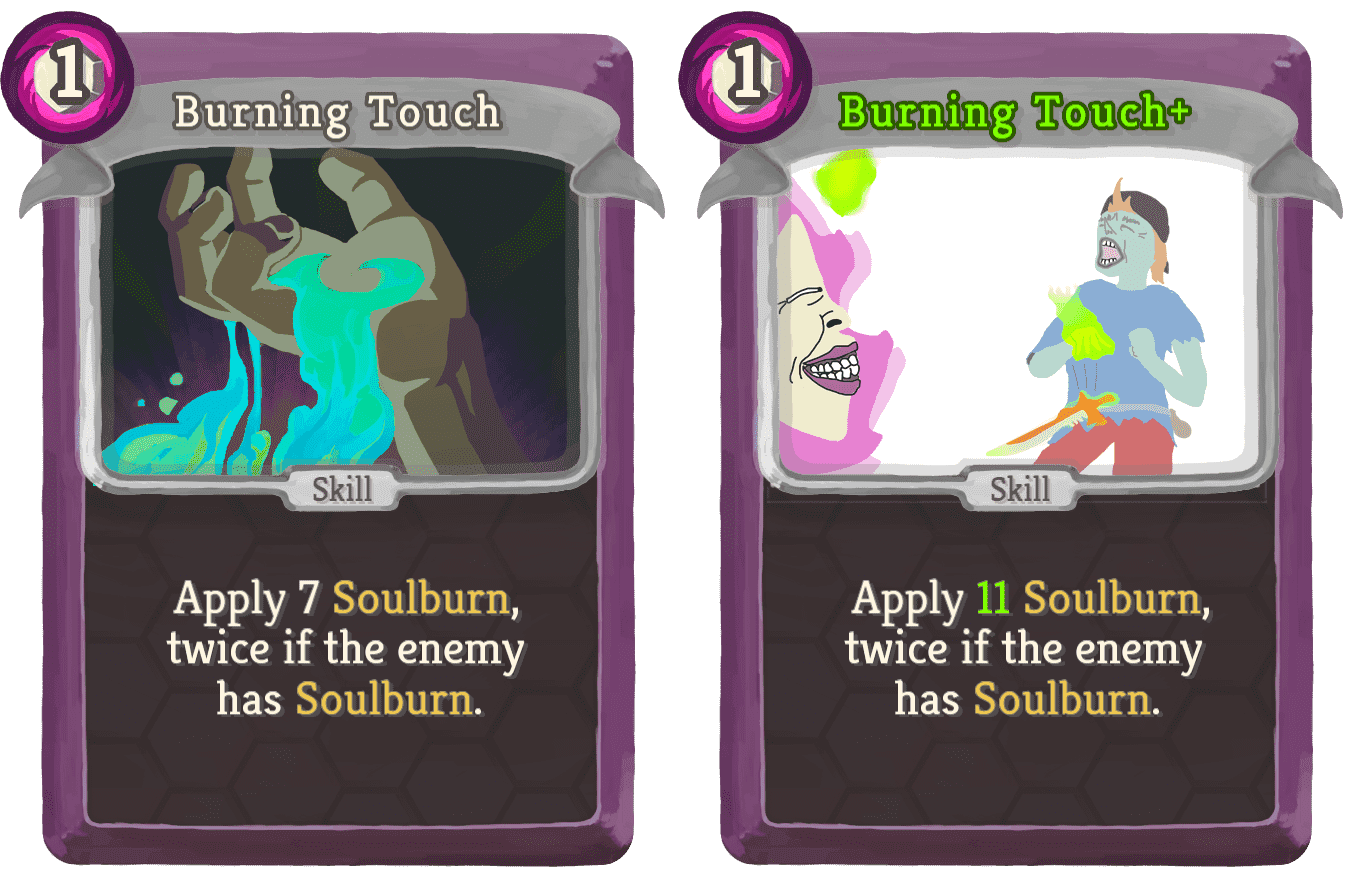 1
Burning Touch
Skill
Apply 7 Soulburn,
twice if the enemy
has Soulburn.
1
Burning Touch+
Skill
Apply 11 Soulburn,
twice if the enemy
has Soulburn.